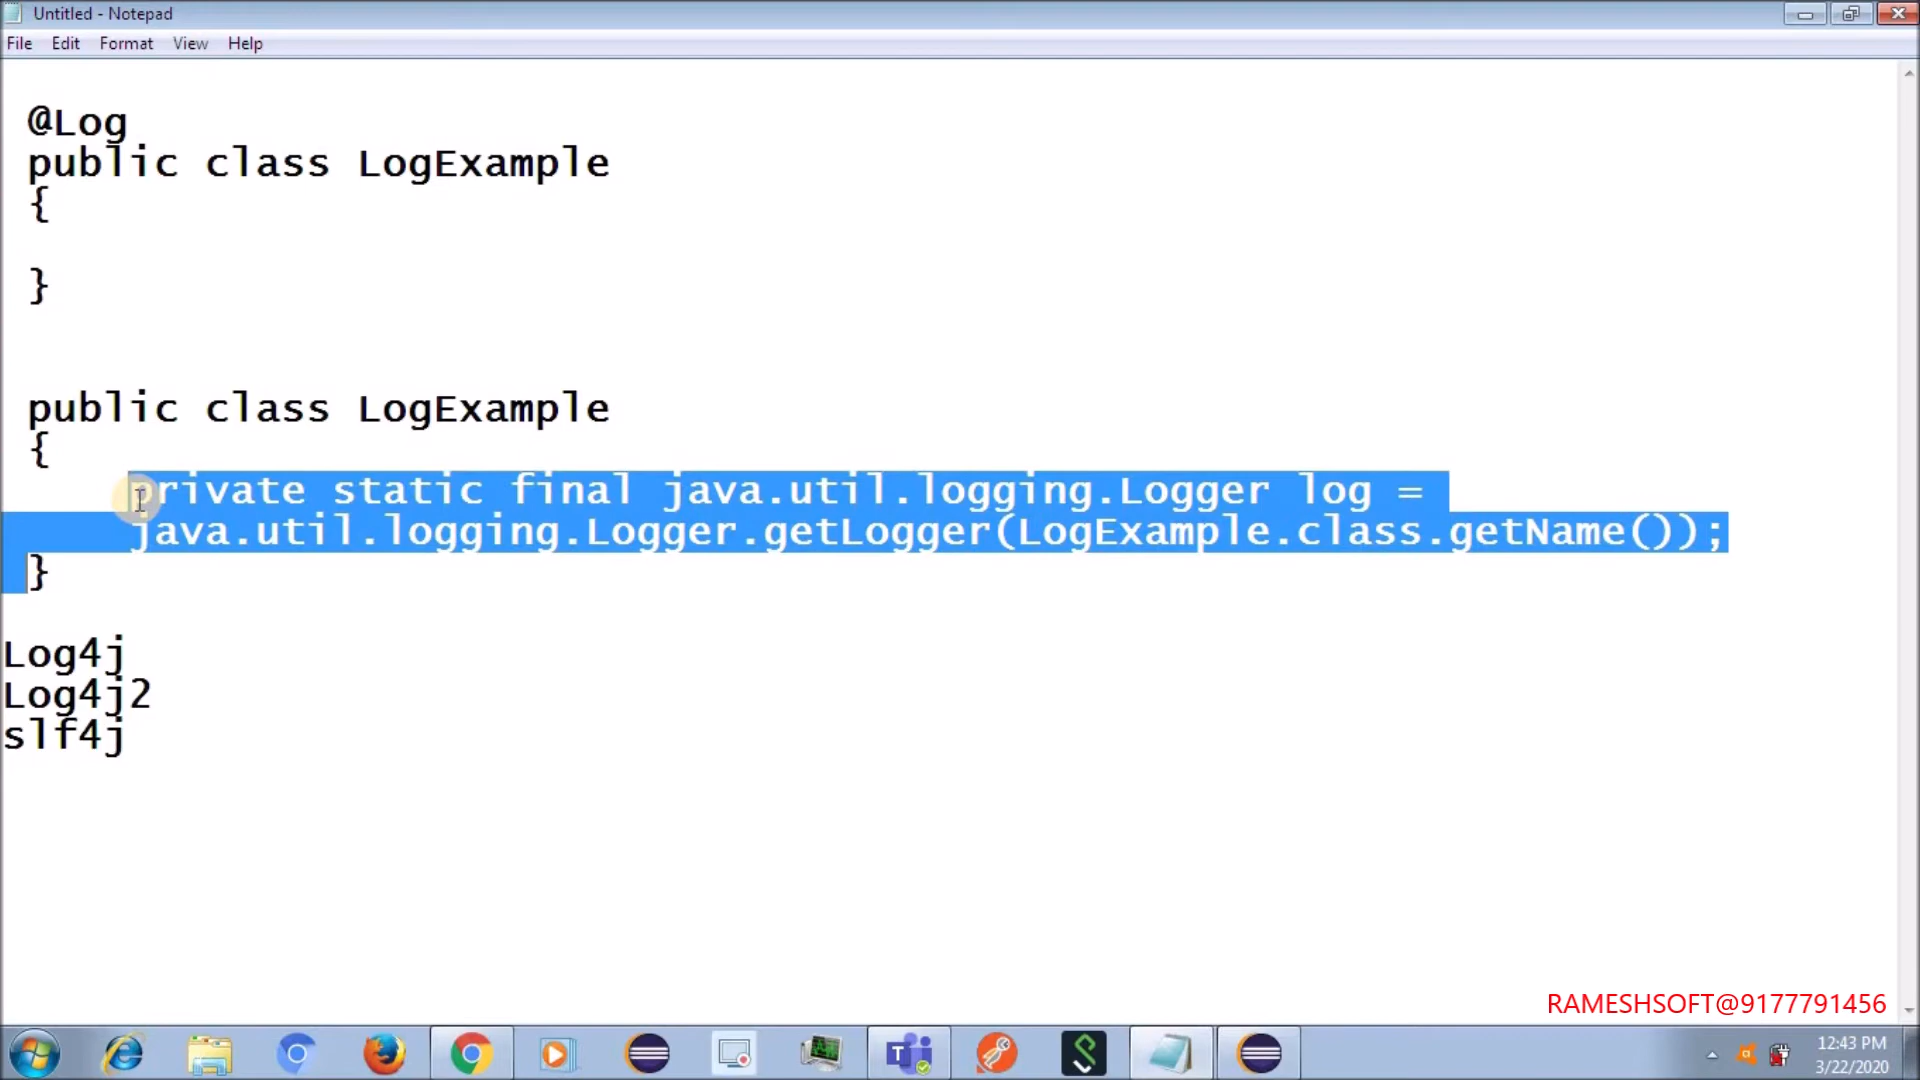 Untitled - Notepad
File Edit Format View Help
@Log
public class LogExample
{
}
public class LogExample
{
private static final java.util.logging.Logger log =
java.util.logging.Logger.getLogger(LogExample.class.getName());
}
Log4j
Log4j2
slf4j
RAMESHSOFT@9177791456
12:43 PM
3/22/2020